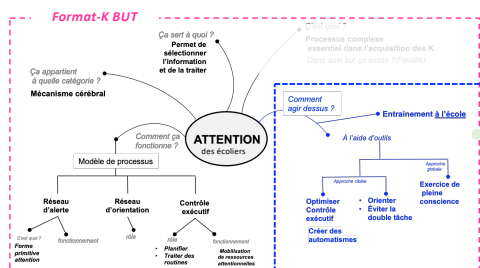 Format-K BUT
Ça sert à quoi ?
Permet de
sélectionner
l'information
et de la traiter
C'est quoi ?
Processus complexe
essentiel dans l'acquisition des K
Dans quel but ça existe ?(Finalité)
Ça appartient
à quelle catégorie ?
Mécanisme cérébral
Comment
agir dessus ?
Entrainement à l'école
Comment ça
fonctionne ?
ATTENTION
des écoliers
À l'aide d'outils
Modèle de processus
Approche
globale
Approche ciblée
Exercice de
pleine
conscience
Réseau
d'alerte
Réseau
d'orientation
Contrôle
exécutif
Optimiser
Contrôle
exécutif
Créer des
automatismes
• Orienter
• Éviter la
double tâche
C'est quoi ?
Forme
primitive
attention
fonctionnement
rôle
rôle
• Planifier
• Traiter des
routines
fonctionnement
Mobilisation
de ressources
attentionnelles